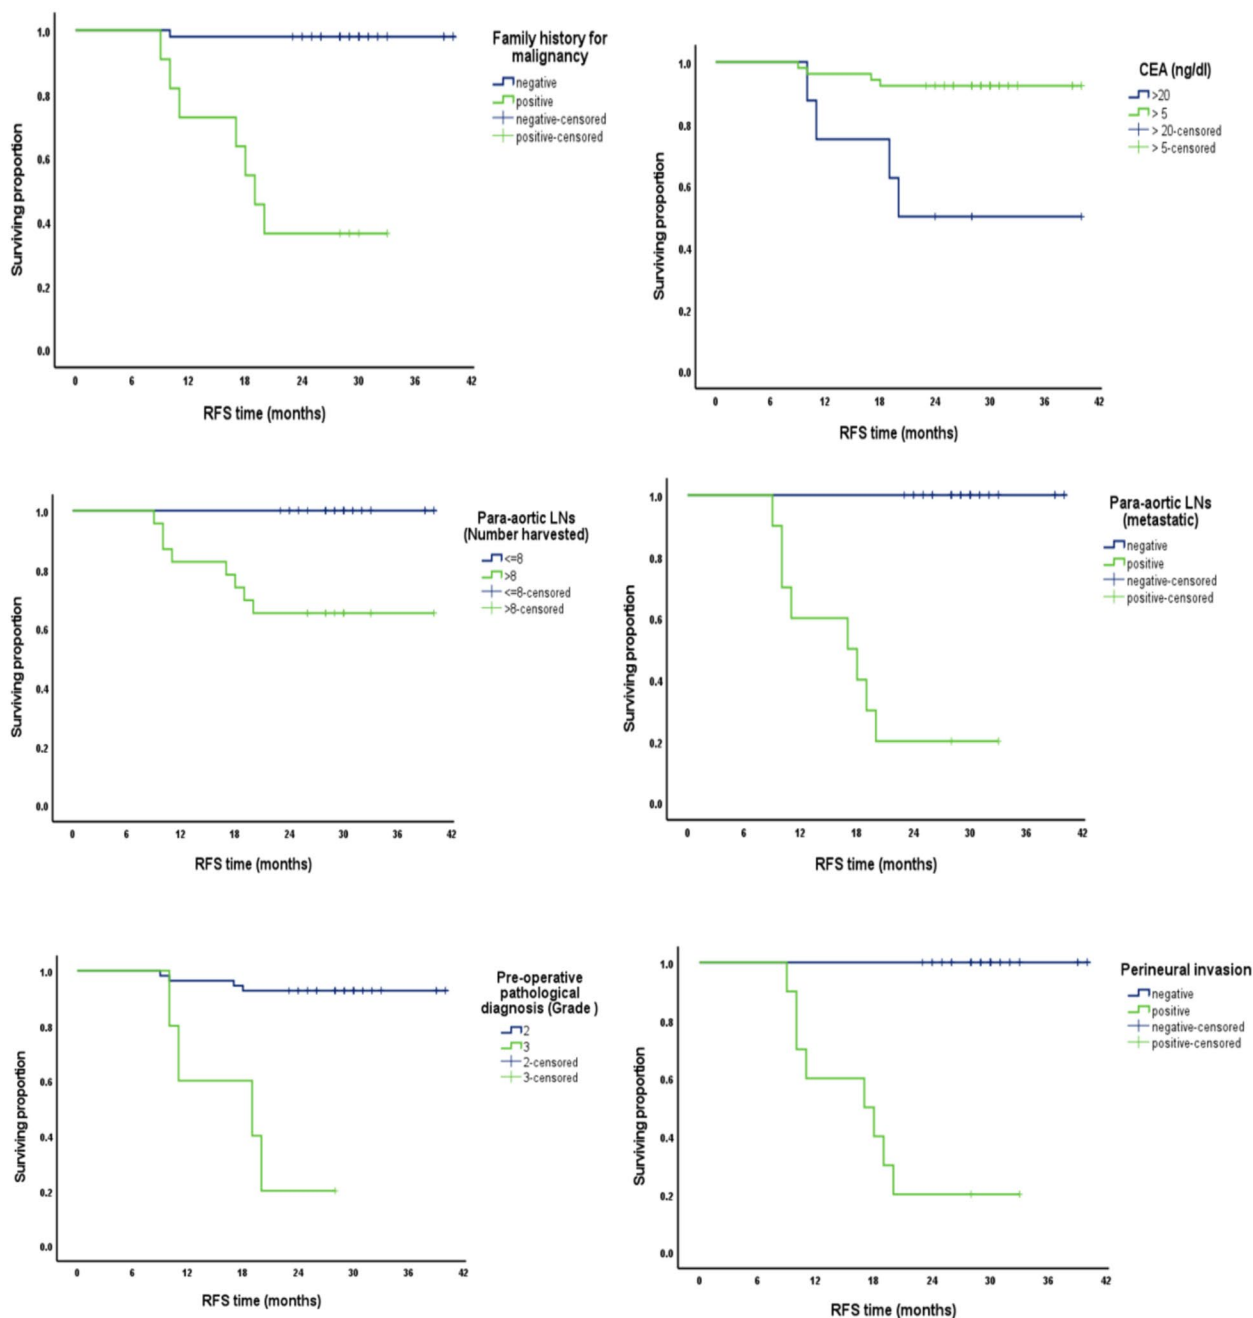 1.0
0.8
0.6
0.4
0.2
0.0
Surviving proportion
0 6 12 18 24 30 36 42
RFS time (months)
Family history for
malignancy
negative
positive
negative-censored
positive-censored
1.0
0.8
0.6
0.4
0.2
0.0
Surviving proportion
0 6 12 18 24 30 36 42
RFS time (months)
CEA (ng/dl)
>20
> 5
> 20-censored
> 5-censored
1.0
0.8
0.6
0.4
0.2
0.0
Surviving proportion
0 6 12 18 24 30 36 42
RFS time (months)
Para-aortic LNs
(Number harvested)
<=8
>8
<=8-censored
>8-censored
1.0
0.8
0.6
0.4
0.2
0.0
Surviving proportion
0 6 12 18 24 30 36 42
RFS time (months)
Para-aortic LNs
(metastatic)
negative
positive
negative-censored
positive-censored
1.0
0.8
0.6
0.4
0.2
0.0
Surviving proportion
0 6 12 18 24 30 36 42
RFS time (months)
Pre-operative
pathological
diagnosis (Grade )
2
3
2-censored
3-censored
1.0
0.8
0.6
0.4
0.2
0.0
Surviving proportion
0 6 12 18 24 30 36 42
RFS time (months)
Perineural invasion
negative
positive
negative-censored
positive-censored